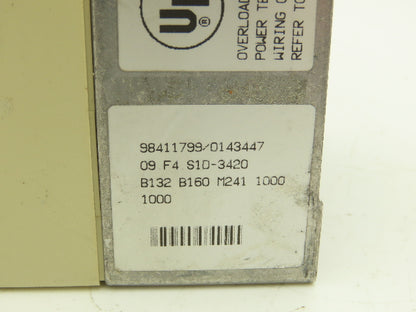 U
®
OVERLOAD
POWER TE
WIRING
REFER TO
98411799/0143447
09 F4 S10-3420
B132 B160 M241 1000
1000